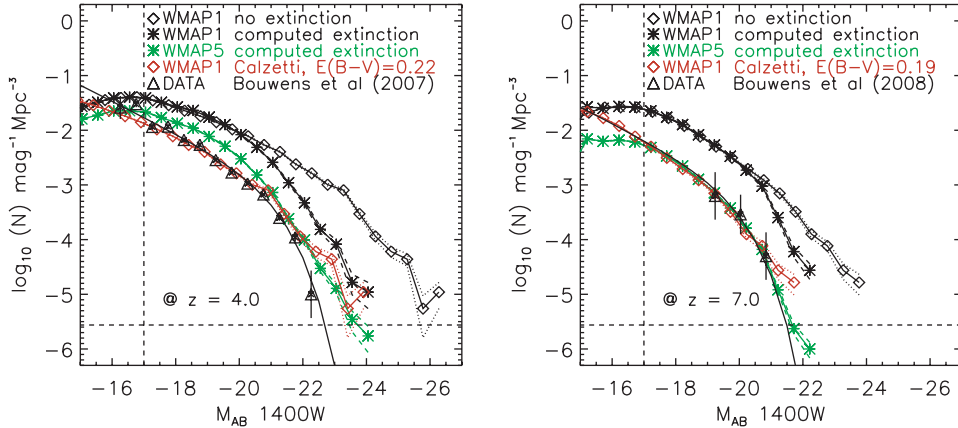 WMAP1 no extinction
WMAP1 computed extinction
WMAP5 computed extinction
WMAP1 Calzetti, E(B−V)=0.22
DATA Bouwens et al (2007)
log₁₀ (N) mag⁻¹ Mpc⁻³
0
−1
−2
−3
−4
−5
−6
@ z = 4.0
−16 −18 −20 −22 −24 −26
M_AB 1400W
WMAP1 no extinction
WMAP1 computed extinction
WMAP5 computed extinction
WMAP1 Calzetti, E(B−V)=0.19
DATA Bouwens et al (2008)
log₁₀ (N) mag⁻¹ Mpc⁻³
0
−1
−2
−3
−4
−5
−6
@ z = 7.0
−16 −18 −20 −22 −24 −26
M_AB 1400W